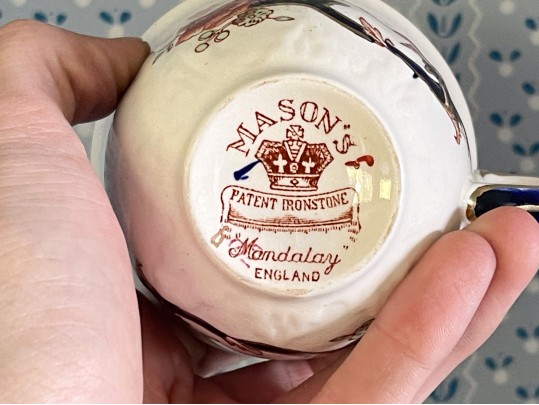 MASON'S
PATENT IRONSTONE
"Mandalay"
ENGLAND